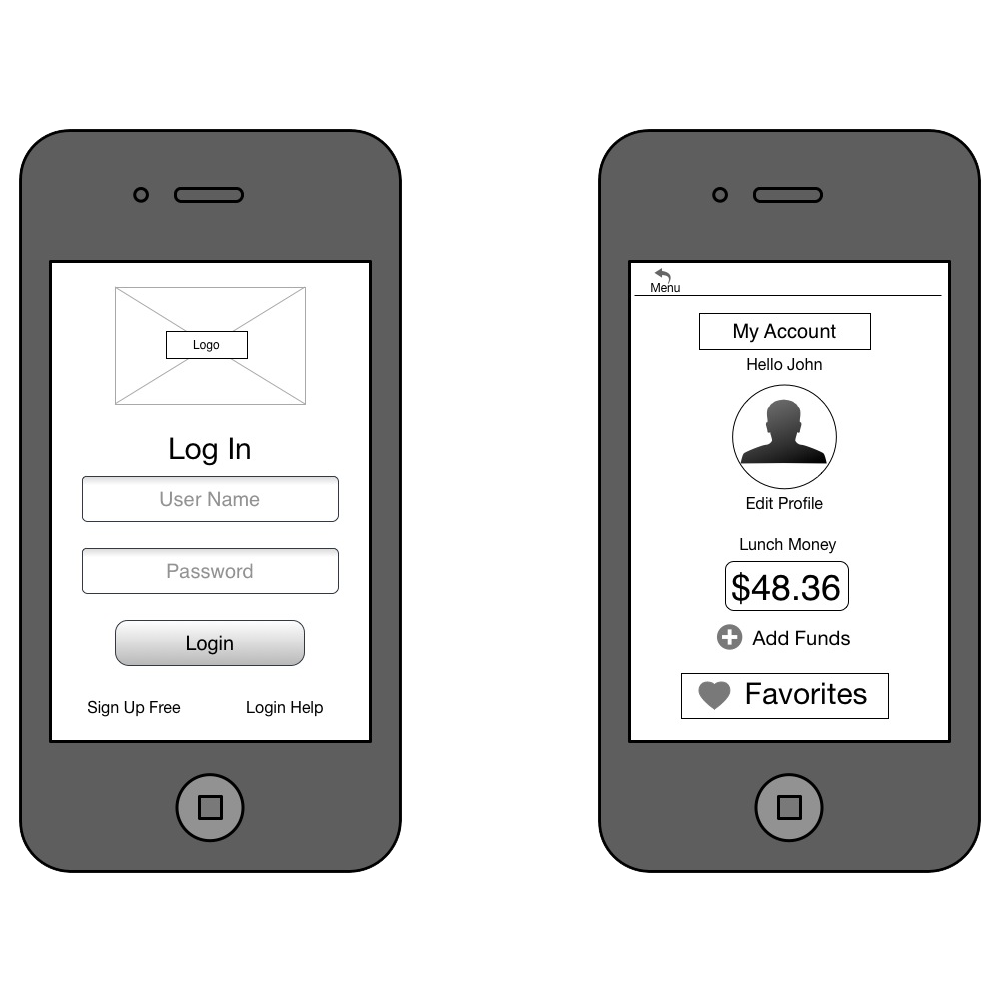 Logo
Log In
User Name
Password
Login
Sign Up Free
Login Help
Menu
My Account
Hello John
Edit Profile
Lunch Money
$48.36
Add Funds
Favorites